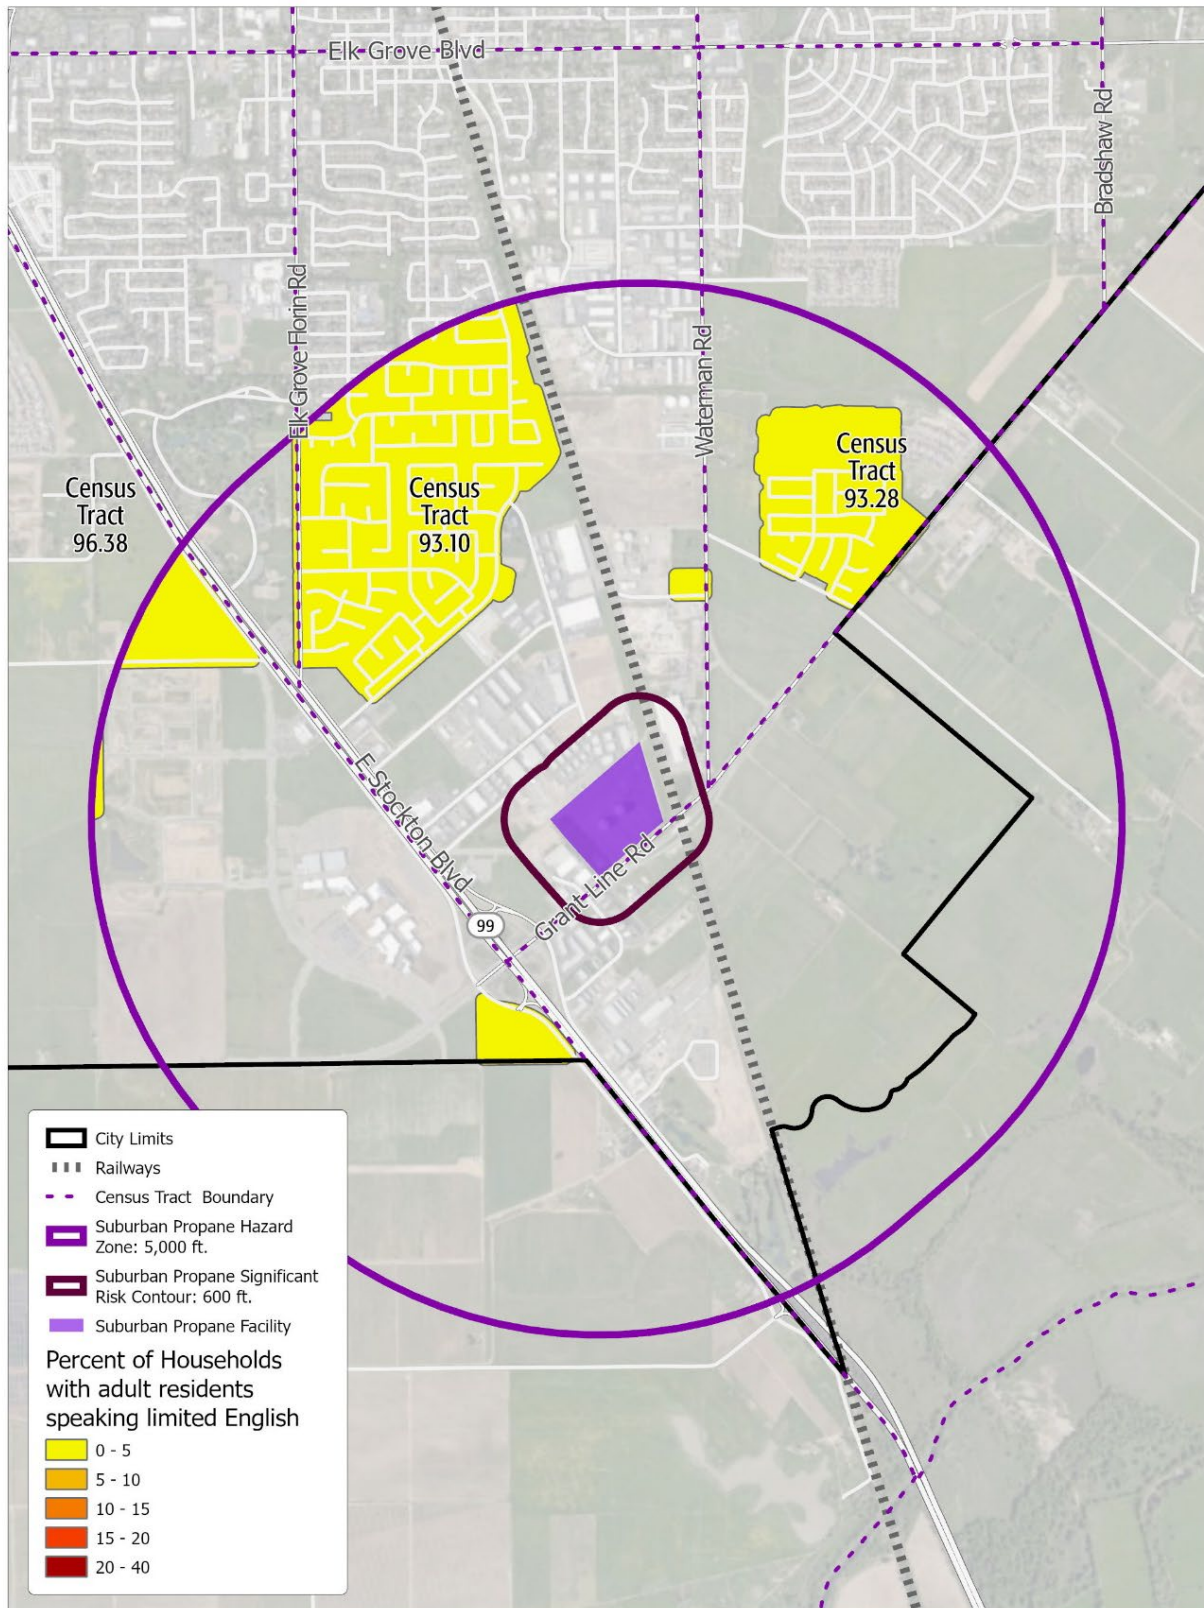 Elk Grove Blvd
Bradshaw Rd
Elk Grove Florin Rd
Waterman Rd
Census
Tract
96.38
Census
Tract
93.10
Census
Tract
93.28
E Stockton Blvd
Grant Line Rd
99
City Limits
Railways
Census Tract Boundary
Suburban Propane Hazard
Zone: 5,000 ft.
Suburban Propane Significant
Risk Contour: 600 ft.
Suburban Propane Facility
Percent of Households
with adult residents
speaking limited English
0 - 5
5 - 10
10 - 15
15 - 20
20 - 40